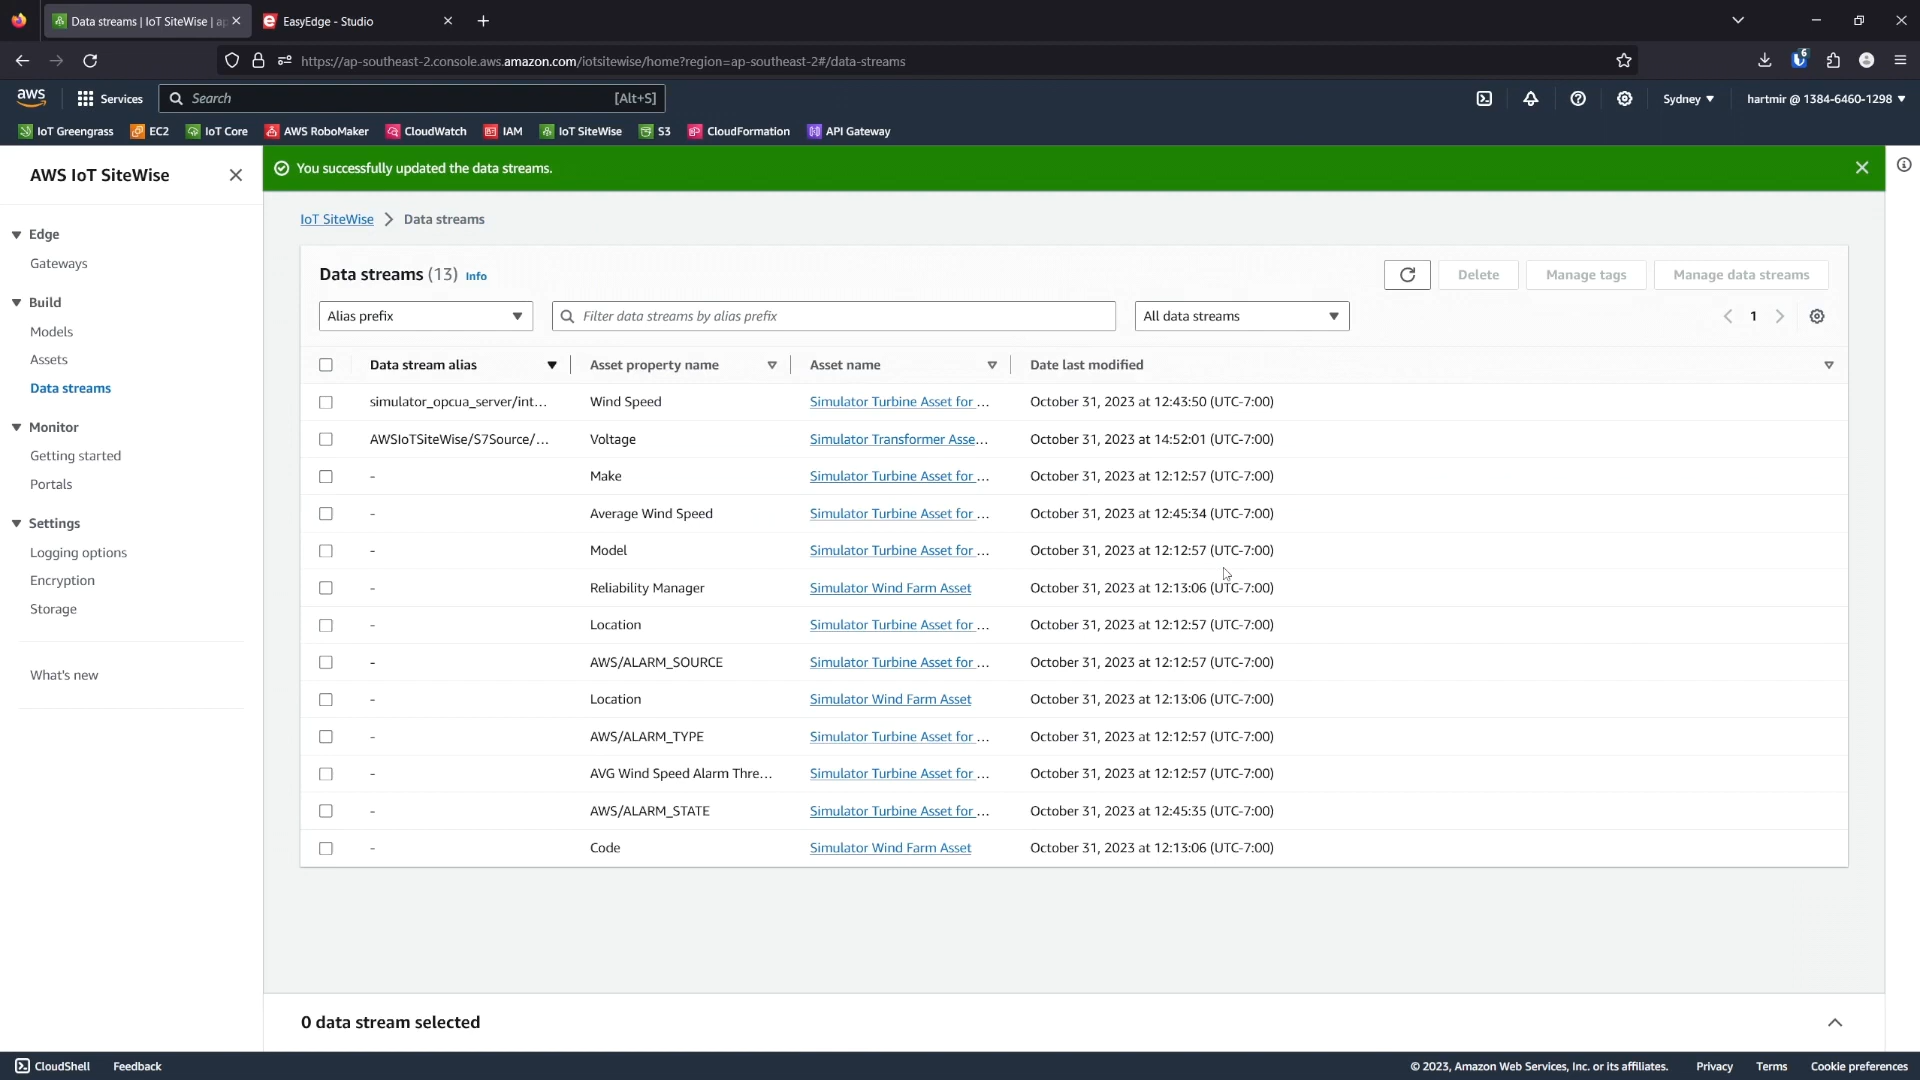 Data streams | IoT SiteWise | ap
EasyEdge - Studio
https://ap-southeast-2.console.aws.amazon.com/iotsitewise/home?region=ap-southeast-2#/data-streams
6
aws
Services
Search
[Alt+S]
Sydney
hartmir @ 1384-6460-1298
IoT Greengrass
EC2
IoT Core
AWS RoboMaker
CloudWatch
IAM
IoT SiteWise
S3
CloudFormation
API Gateway
AWS IoT SiteWise
Edge
Gateways
Build
Models
Assets
Data streams
Monitor
Getting started
Portals
Settings
Logging options
Encryption
Storage
What's new
You successfully updated the data streams.
IoT SiteWise > Data streams
Data streams (13) Info
Delete
Manage tags
Manage data streams
Alias prefix
Filter data streams by alias prefix
All data streams
1
Data stream alias Asset property name Asset name Date last modified
simulator_opcua_server/int... Wind Speed Simulator Turbine Asset for ... October 31, 2023 at 12:43:50 (UTC-7:00)
AWSIoTSiteWise/S7Source/... Voltage Simulator Transformer Asse... October 31, 2023 at 14:52:01 (UTC-7:00)
- Make Simulator Turbine Asset for ... October 31, 2023 at 12:12:57 (UTC-7:00)
- Average Wind Speed Simulator Turbine Asset for ... October 31, 2023 at 12:45:34 (UTC-7:00)
- Model Simulator Turbine Asset for ... October 31, 2023 at 12:12:57 (UTC-7:00)
- Reliability Manager Simulator Wind Farm Asset October 31, 2023 at 12:13:06 (UTC-7:00)
- Location Simulator Turbine Asset for ... October 31, 2023 at 12:12:57 (UTC-7:00)
- AWS/ALARM_SOURCE Simulator Turbine Asset for ... October 31, 2023 at 12:12:57 (UTC-7:00)
- Location Simulator Wind Farm Asset October 31, 2023 at 12:13:06 (UTC-7:00)
- AWS/ALARM_TYPE Simulator Turbine Asset for ... October 31, 2023 at 12:12:57 (UTC-7:00)
- AVG Wind Speed Alarm Thre... Simulator Turbine Asset for ... October 31, 2023 at 12:12:57 (UTC-7:00)
- AWS/ALARM_STATE Simulator Turbine Asset for ... October 31, 2023 at 12:45:35 (UTC-7:00)
- Code Simulator Wind Farm Asset October 31, 2023 at 12:13:06 (UTC-7:00)
0 data stream selected
CloudShell
Feedback
© 2023, Amazon Web Services, Inc. or its affiliates.
Privacy
Terms
Cookie preferences